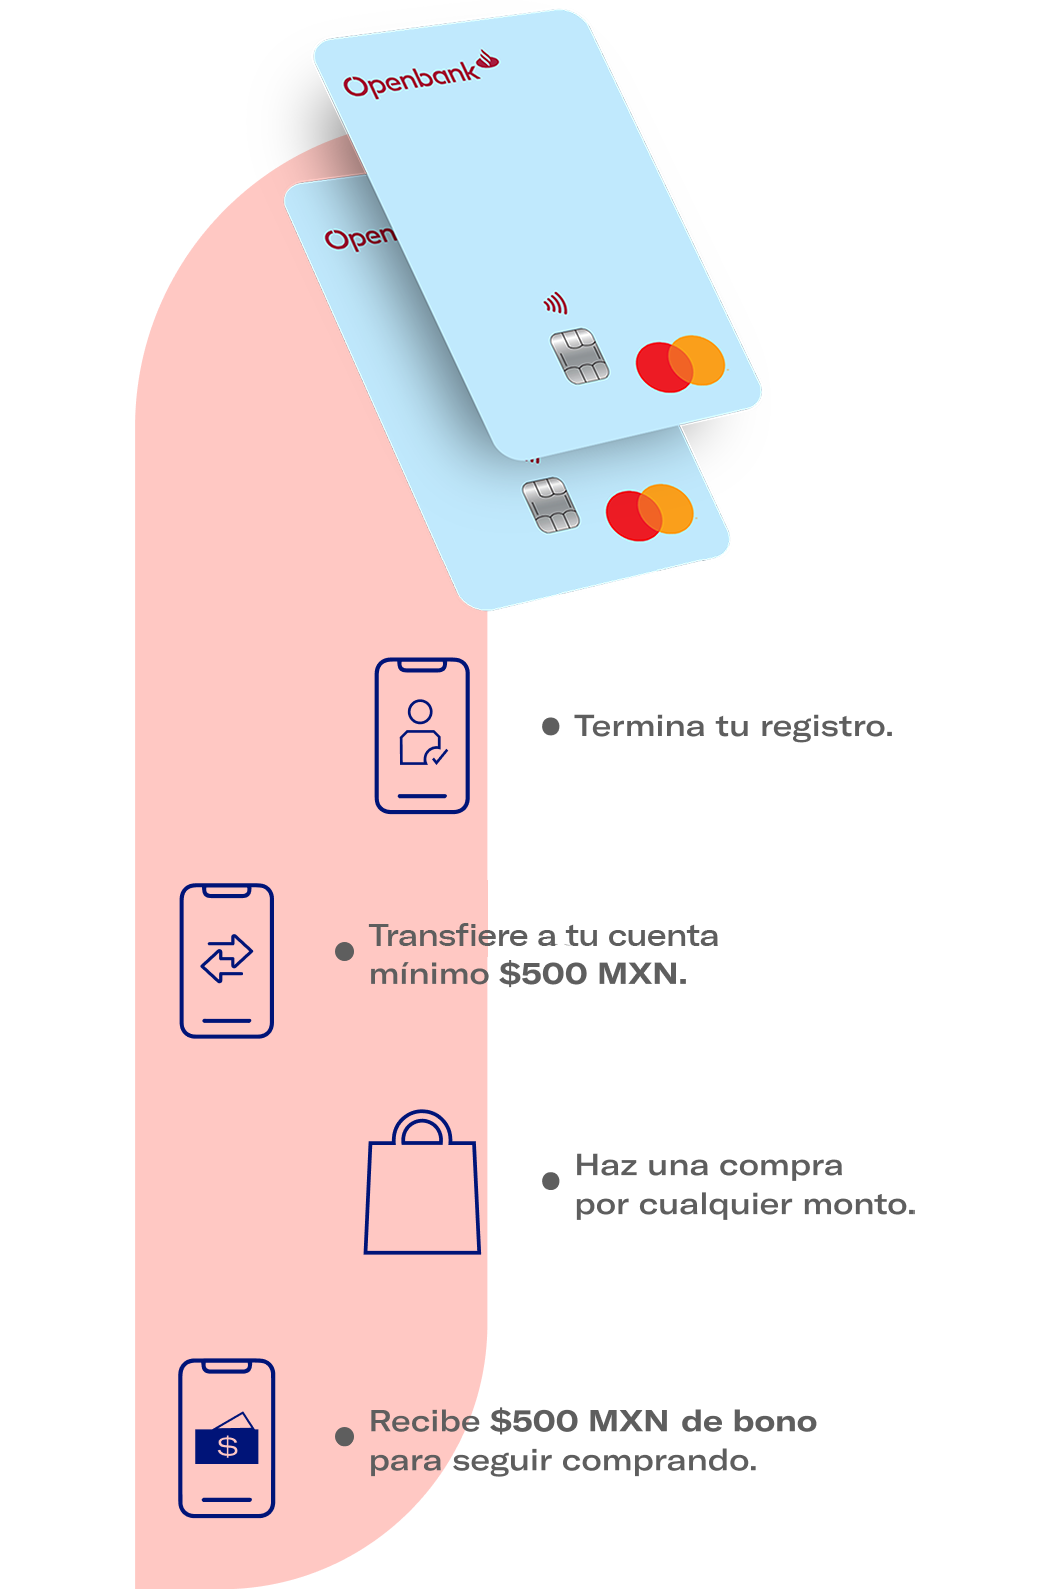 Openbank
Open
Termina tu registro.
Transfiere a tu cuenta
mínimo $500 MXN.
Haz una compra
por cualquier monto.
$
Recibe $500 MXN de bono
para seguir comprando.